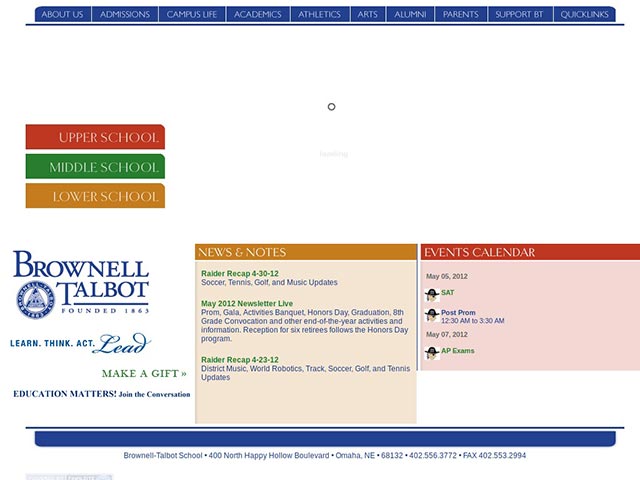 ABOUT US ADMISSIONS CAMPUS LIFE ACADEMICS ATHLETICS ARTS ALUMNI PARENTS SUPPORT BT QUICKLINKS
loading
UPPER SCHOOL
MIDDLE SCHOOL
LOWER SCHOOL
BROWNELL
TALBOT
FOUNDED 1863
LEARN. THINK. ACT. Lead
MAKE A GIFT »
EDUCATION MATTERS! Join the Conversation
NEWS & NOTES
Raider Recap 4-30-12
Soccer, Tennis, Golf, and Music Updates
May 2012 Newsletter Live
Prom, Gala, Activities Banquet, Honors Day, Graduation, 8th
Grade Convocation and other end-of-the-year activities and
information. Reception for six retirees follows the Honors Day
program.
Raider Recap 4-23-12
District Music, World Robotics, Track, Soccer, Golf, and Tennis
Updates
EVENTS CALENDAR
May 05, 2012
SAT
Post Prom
12:30 AM to 3:30 AM
May 07, 2012
AP Exams
Brownell-Talbot School • 400 North Happy Hollow Boulevard • Omaha, NE • 68132 • 402.556.3772 • FAX 402.553.2994